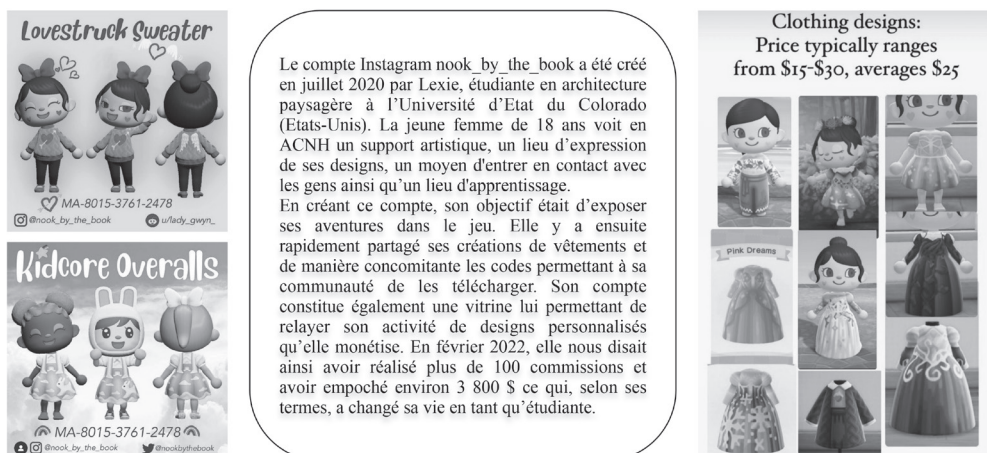 Lovestruck Sweater
MA-8015-3761-2478
@nook_by_the_book
u/lady_gwyn_
Kidcore Overalls
MA-8015-3761-2478
@nook_by_the_book
@nookbythebook
Le compte Instagram nook_by_the_book a été créé
en juillet 2020 par Lexie, étudiante en architecture
paysagère à l’Université d’Etat du Colorado
(Etats-Unis). La jeune femme de 18 ans voit en
ACNH un support artistique, un lieu d’expression
de ses designs, un moyen d'entrer en contact avec
les gens ainsi qu’un lieu d'apprentissage.
En créant ce compte, son objectif était d’exposer
ses aventures dans le jeu. Elle y a ensuite
rapidement partagé ses créations de vêtements et
de manière concomitante les codes permettant à sa
communauté de les télécharger. Son compte
constitue également une vitrine lui permettant de
relayer son activité de designs personnalisés
qu’elle monétise. En février 2022, elle nous disait
ainsi avoir réalisé plus de 100 commissions et
avoir empoché environ 3 800 $ ce qui, selon ses
termes, a changé sa vie en tant qu’étudiante.
Clothing designs:
Price typically ranges
from $15-$30, averages $25
Pink Dreams